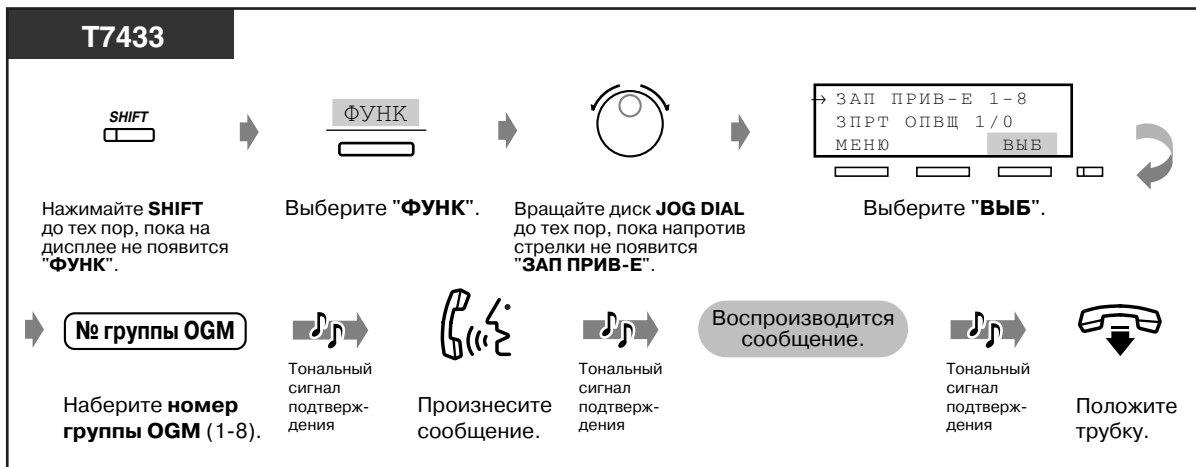 T7433
SHIFT
ФУНК
→ ЗАП ПРИВ-Е 1-8
ЗПРТ ОПВЩ 1/0
МЕНЮ ВЫБ
Нажимайте SHIFT
до тех пор, пока на
дисплее не появится
"ФУНК".
Выберите "ФУНК".
Вращайте диск JOG DIAL
до тех пор, пока напротив
стрелки не появится
"ЗАП ПРИВ-Е".
Выберите "ВЫБ".
№ группы OGM
Наберите номер
группы OGM (1-8).
Тональный
сигнал
подтверж-
дения
Произнесите
сообщение.
Тональный
сигнал
подтверж-
дения
Воспроизводится
сообщение.
Тональный
сигнал
подтверж-
дения
Положите
трубку.